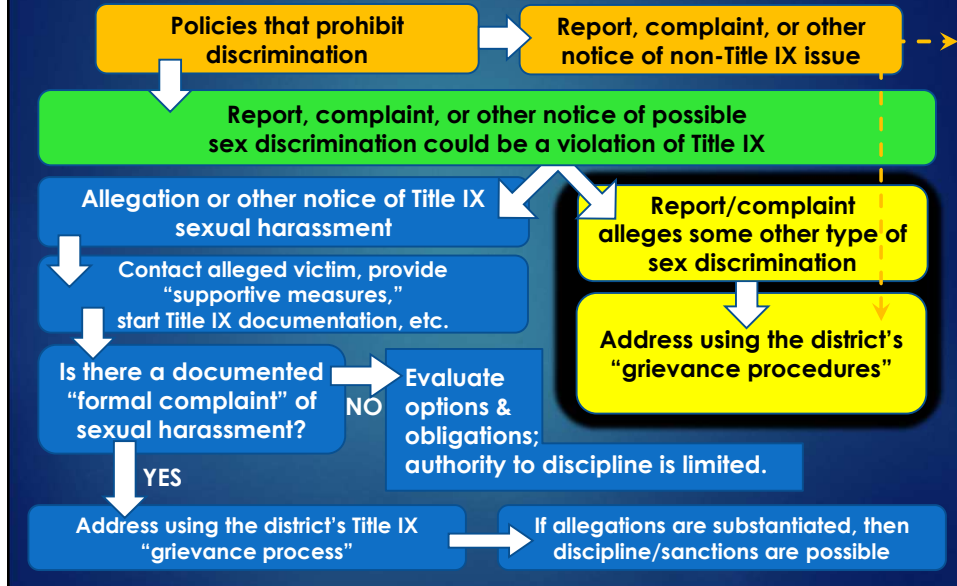 Policies that prohibit
discrimination
Report, complaint, or other
notice of non-Title IX issue
Report, complaint, or other notice of possible
sex discrimination could be a violation of Title IX
Allegation or other notice of Title IX
sexual harassment
Report/complaint
alleges some other type of
sex discrimination
Contact alleged victim, provide
“supportive measures,”
start Title IX documentation, etc.
Address using the district’s
“grievance procedures”
Is there a documented
“formal complaint” of
sexual harassment?
NO
Evaluate
options &
obligations;
authority to discipline is limited.
YES
Address using the district’s Title IX
“grievance process”
If allegations are substantiated, then
discipline/sanctions are possible